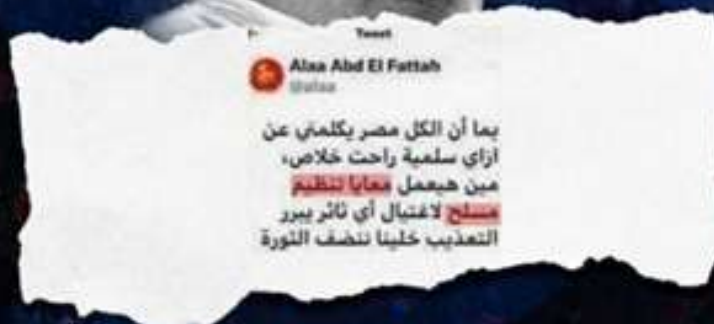 Tweet
Alaa Abd El Fattah
@alaa
بما أن الكل مصر يكلمني عن
ازاي سلمية راحت خلاص،
مين هيعمل معايا تنظيم
مسلح لاغتيال أي ثائر يبرر
التعذيب خلينا ننضف الثورة